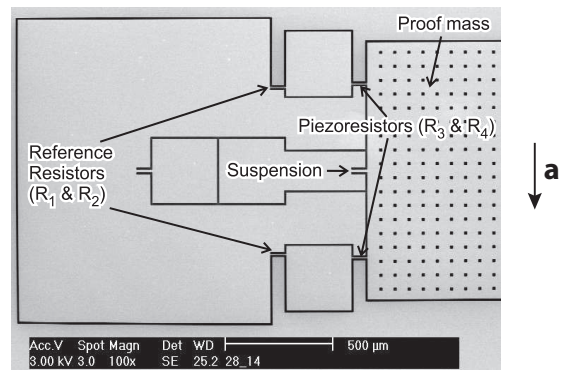 Proof mass
Piezoresistors (R3 & R4)
Reference
Resistors
(R1 & R2)
Suspension
a
Acc.V Spot Magn Det WD 500 µm
3.00 kV 3.0 100x SE 25.2 28_14